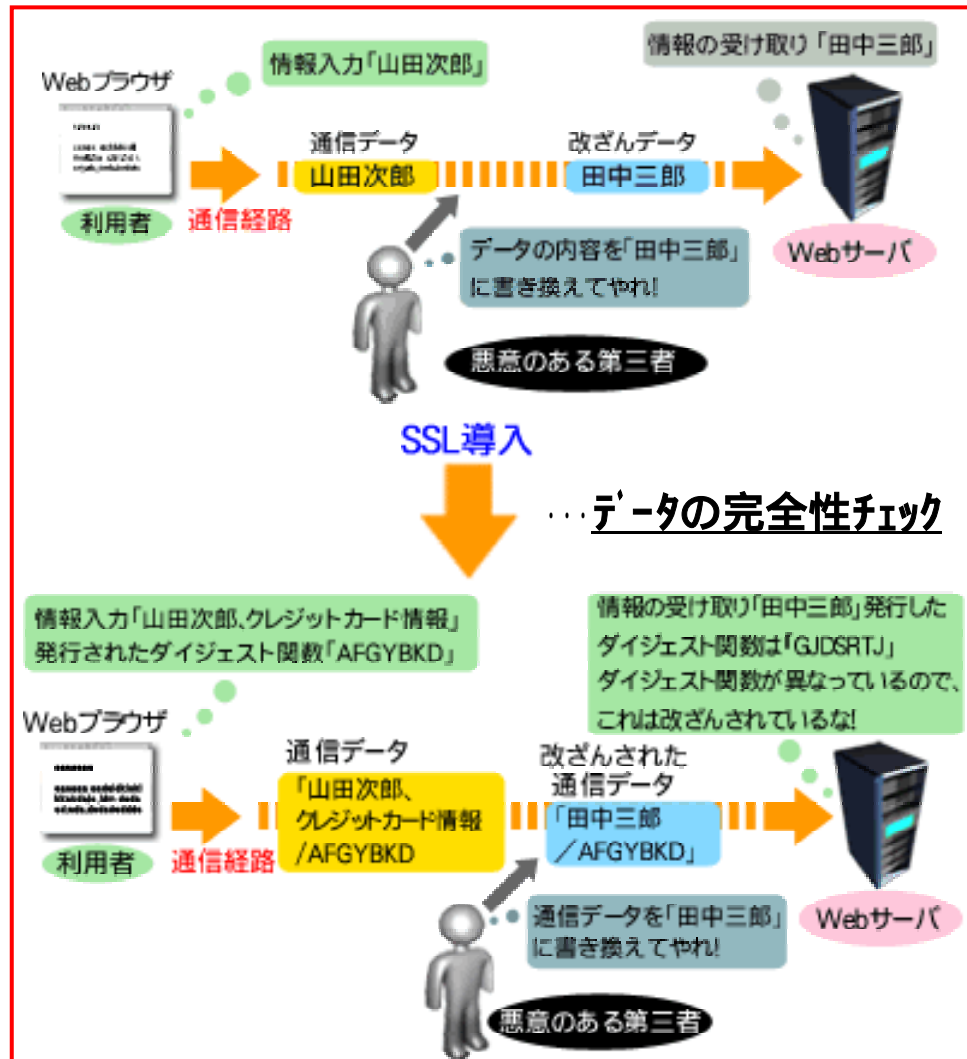 情報の受け取り「田中三郎」
情報入力「山田次郎」
Webブラウザ
通信データ
改ざんデータ
山田次郎
田中三郎
利用者
通信経路
データの内容を「田中三郎」
に書き換えてやれ!
Webサーバ
悪意のある第三者
SSL導入
…データの完全性チェック
情報入力「山田次郎、クレジットカード情報」
発行されたダイジェスト関数「AFGYBKD」
情報の受け取り「田中三郎」発行した
ダイジェスト関数は『GJDSRTJ」
ダイジェスト関数が異なっているので、
これは改ざんされているな!
Webブラウザ
通信データ
改ざんされた
通信データ
「山田次郎、
クレジットカード情報
/AFGYBKD
「田中三郎
／AFGYBKD」
利用者
通信経路
通信データを「田中三郎」
に書き換えてやれ!
Webサーバ
悪意のある第三者